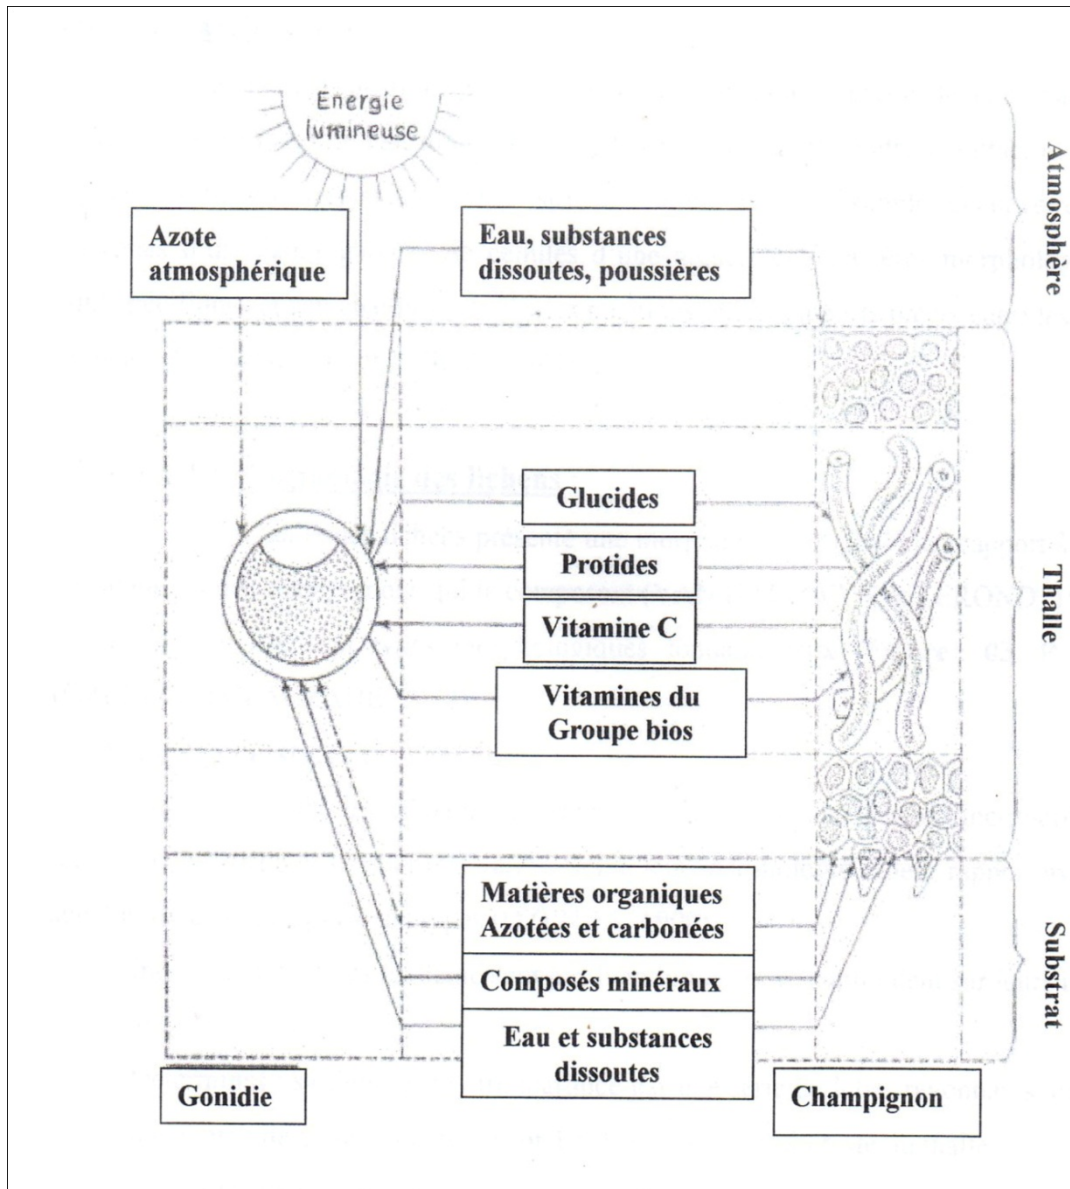 Energie
lumineuse
Azote
atmosphérique
Eau, substances
dissoutes, poussières
Atmosphère
Glucides
Protides
Vitamine C
Vitamines du
Groupe bios
Thalle
Matières organiques
Azotées et carbonées
Composés minéraux
Eau et substances
dissoutes
Substrat
Gonidie
Champignon